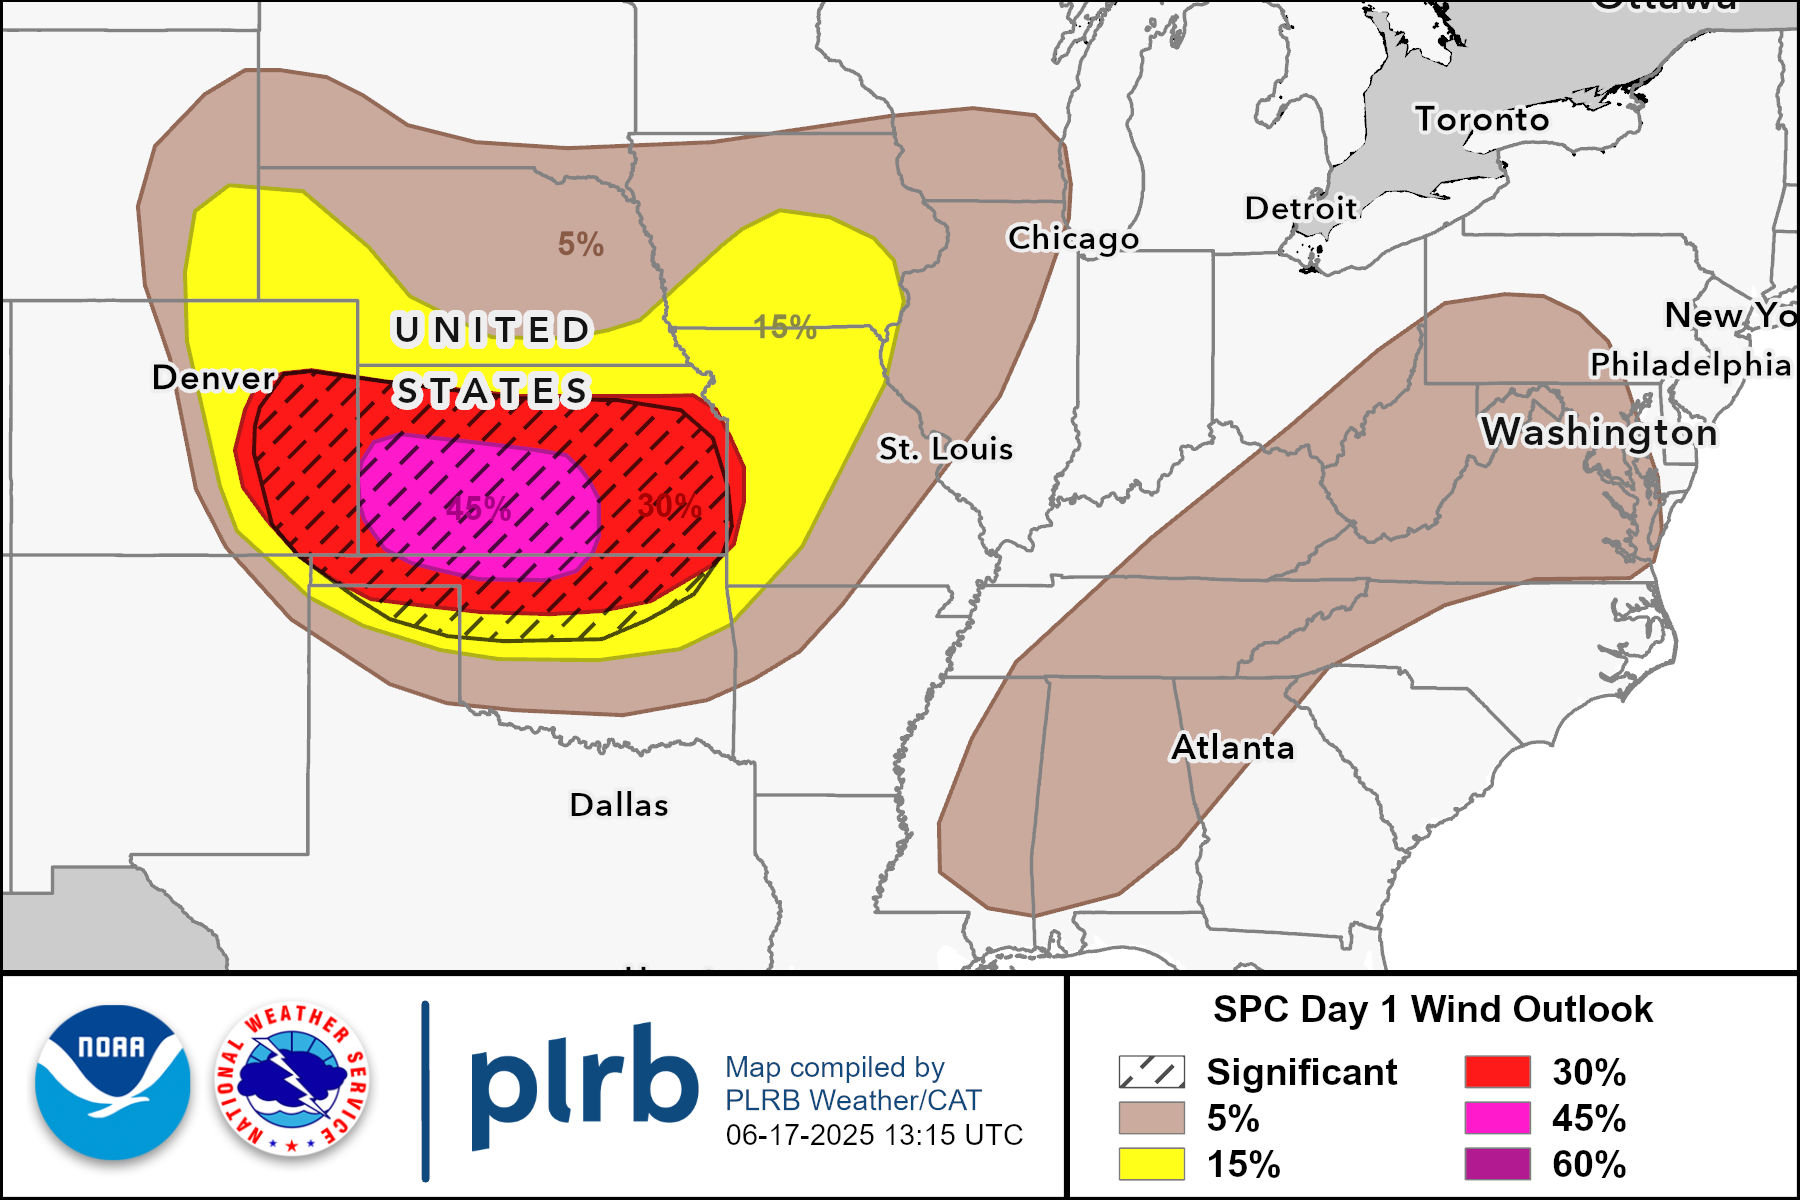 Ottawa
Toronto
Detroit
Chicago
5%
New Yo
UNITED
15%
Philadelphia
Denver
STATES
Washington
St. Louis
45%
30%
Atlanta
Dallas
NOAA
NATIONAL WEATHER SERVICE
plrb
Map compiled by
PLRB Weather/CAT
06-17-2025 13:15 UTC
SPC Day 1 Wind Outlook
Significant
5%
15%
30%
45%
60%